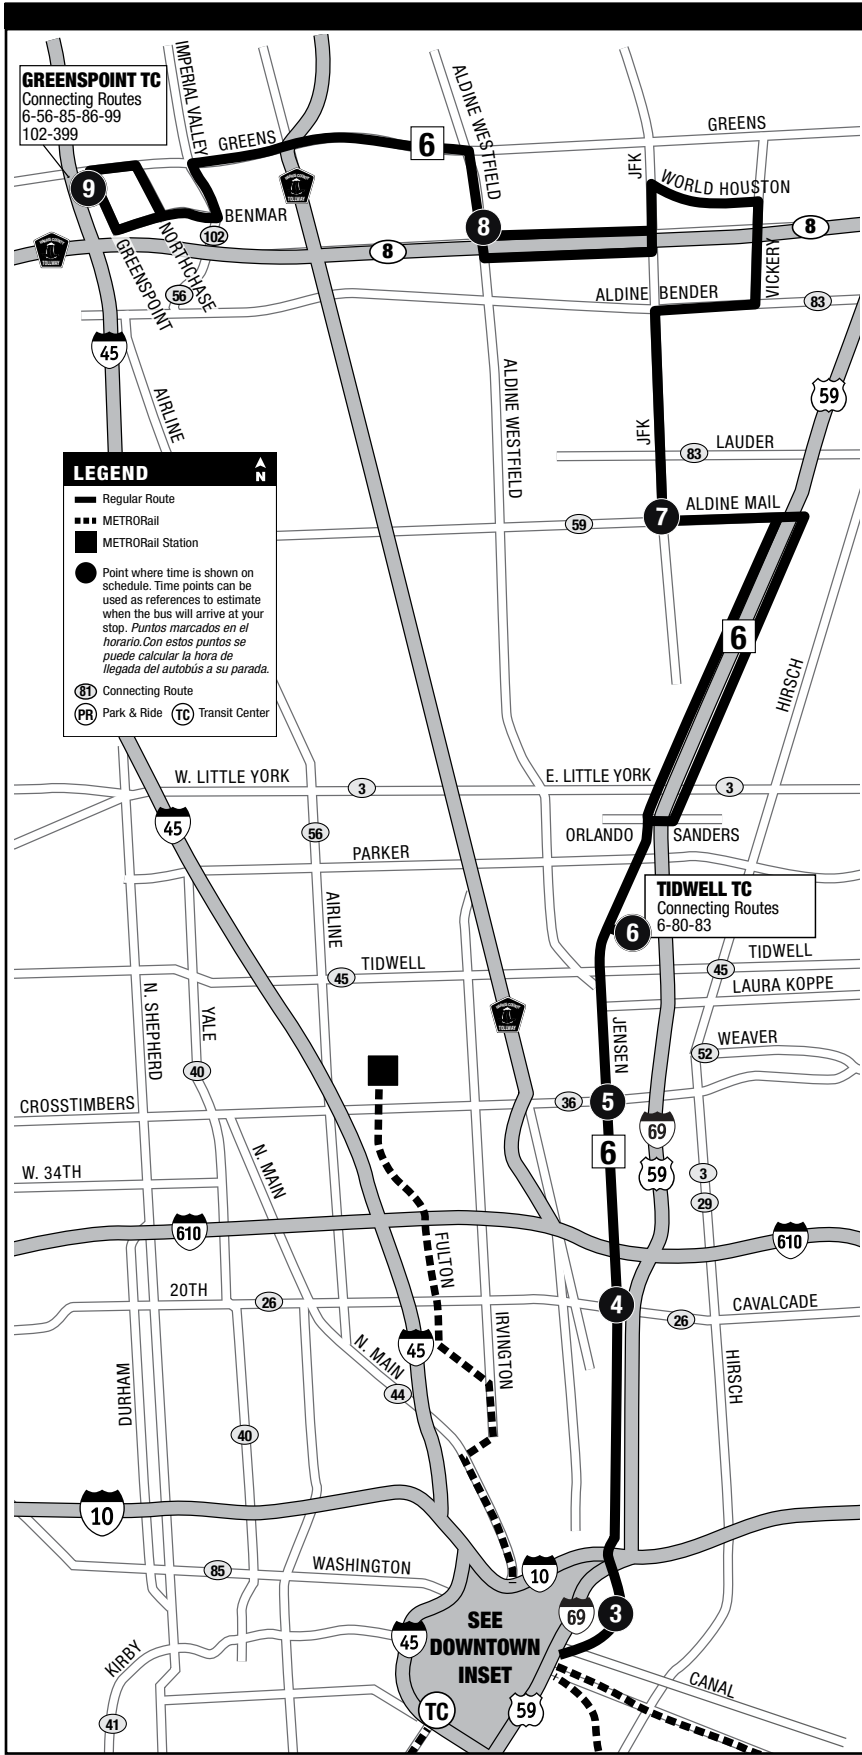 GREENSPOINT TC
Connecting Routes
6-56-85-86-99
102-399
IMPERIAL VALLEY
GREENS
6
ALDINE WESTFIELD
JFK
GREENS
WORLD HOUSTON
9
BENMAR
102
8
8
8
TOLLWAY
TOLLWAY
GREENSPOINT
NORTHCHASE
56
VICKERY
ALDINE BENDER
83
45
59
AIRLINE
ALDINE WESTFIELD
JFK
83
LAUDER
LEGEND
N
Regular Route
METRORail
METRORail Station
Point where time is shown on
schedule. Time points can be
used as references to estimate
when the bus will arrive at your
stop. Puntos marcados en el
horario.Con estos puntos se
puede calcular la hora de
llegada del autobús a su parada.
81 Connecting Route
PR Park & Ride TC Transit Center
59
7
ALDINE MAIL
6
HIRSCH
W. LITTLE YORK
3
E. LITTLE YORK
3
45
56
ORLANDO
SANDERS
PARKER
TIDWELL TC
Connecting Routes
6-80-83
6
AIRLINE
45
TIDWELL
45
TIDWELL
LAURA KOPPE
N. SHEPHERD
YALE
TOLLWAY
JENSEN
52
WEAVER
40
CROSSTIMBERS
36
5
69
59
6
N. MAIN
W. 34TH
3
29
610
FULTON
610
20TH
26
4
26
CAVALCADE
IRVINGTON
45
N. MAIN
44
DURHAM
HIRSCH
40
10
85
WASHINGTON
10
69
3
SEE
DOWNTOWN
INSET
45
KIRBY
CANAL
TC
59
41